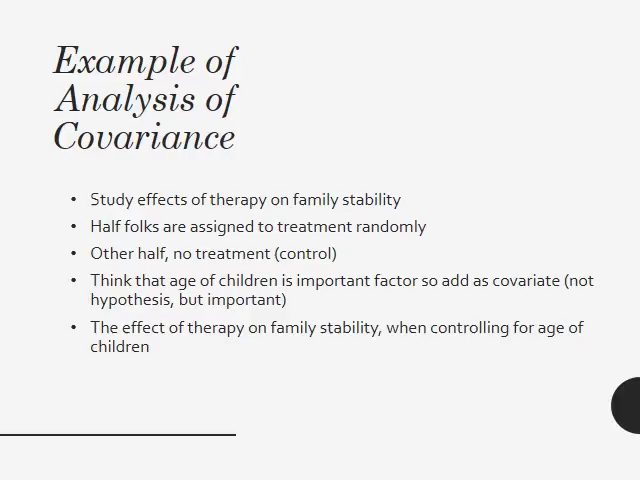 Example of
Analysis of
Covariance
• Study effects of therapy on family stability
• Half folks are assigned to treatment randomly
• Other half, no treatment (control)
• Think that age of children is important factor so add as covariate (not
hypothesis, but important)
• The effect of therapy on family stability, when controlling for age of
children